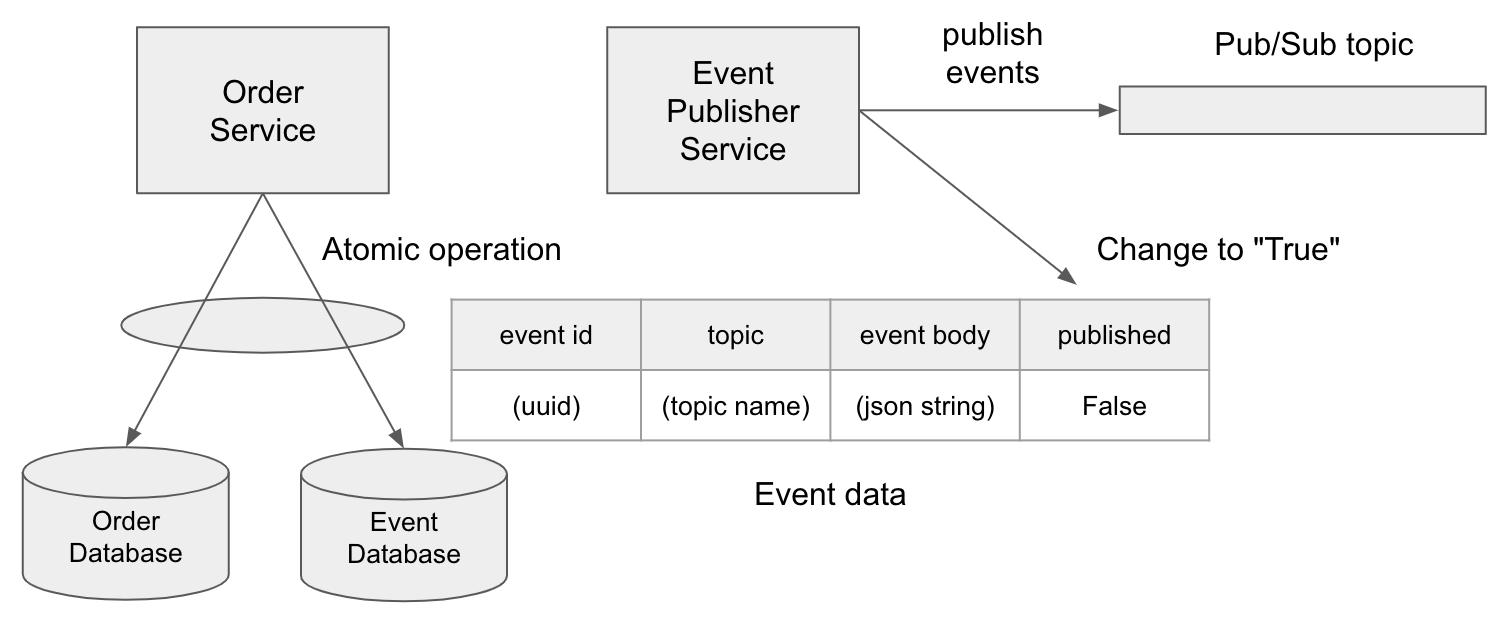 Order
Service
Event
Publisher
Service
publish
events
Pub/Sub topic
Atomic operation
Change to "True"
event id topic event body published
(uuid) (topic name) (json string) False
Event data
Order
Database
Event
Database